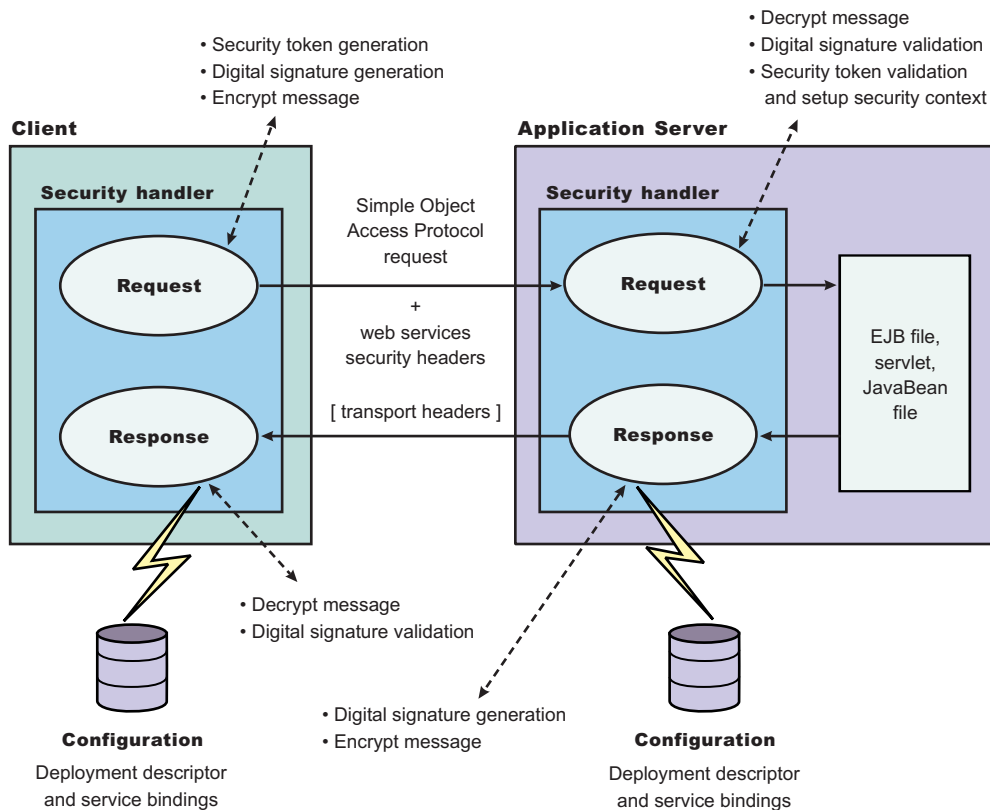 • Security token generation
• Digital signature generation
• Encrypt message
• Decrypt message
• Digital signature validation
• Security token validation
and setup security context
Client
Application Server
Security handler
Simple Object
Access Protocol
request
Security handler
Request
Request
+
web services
security headers
EJB file,
servlet,
JavaBean
file
[ transport headers ]
Response
Response
• Decrypt message
• Digital signature validation
• Digital signature generation
• Encrypt message
Configuration
Deployment descriptor
and service bindings
Configuration
Deployment descriptor
and service bindings